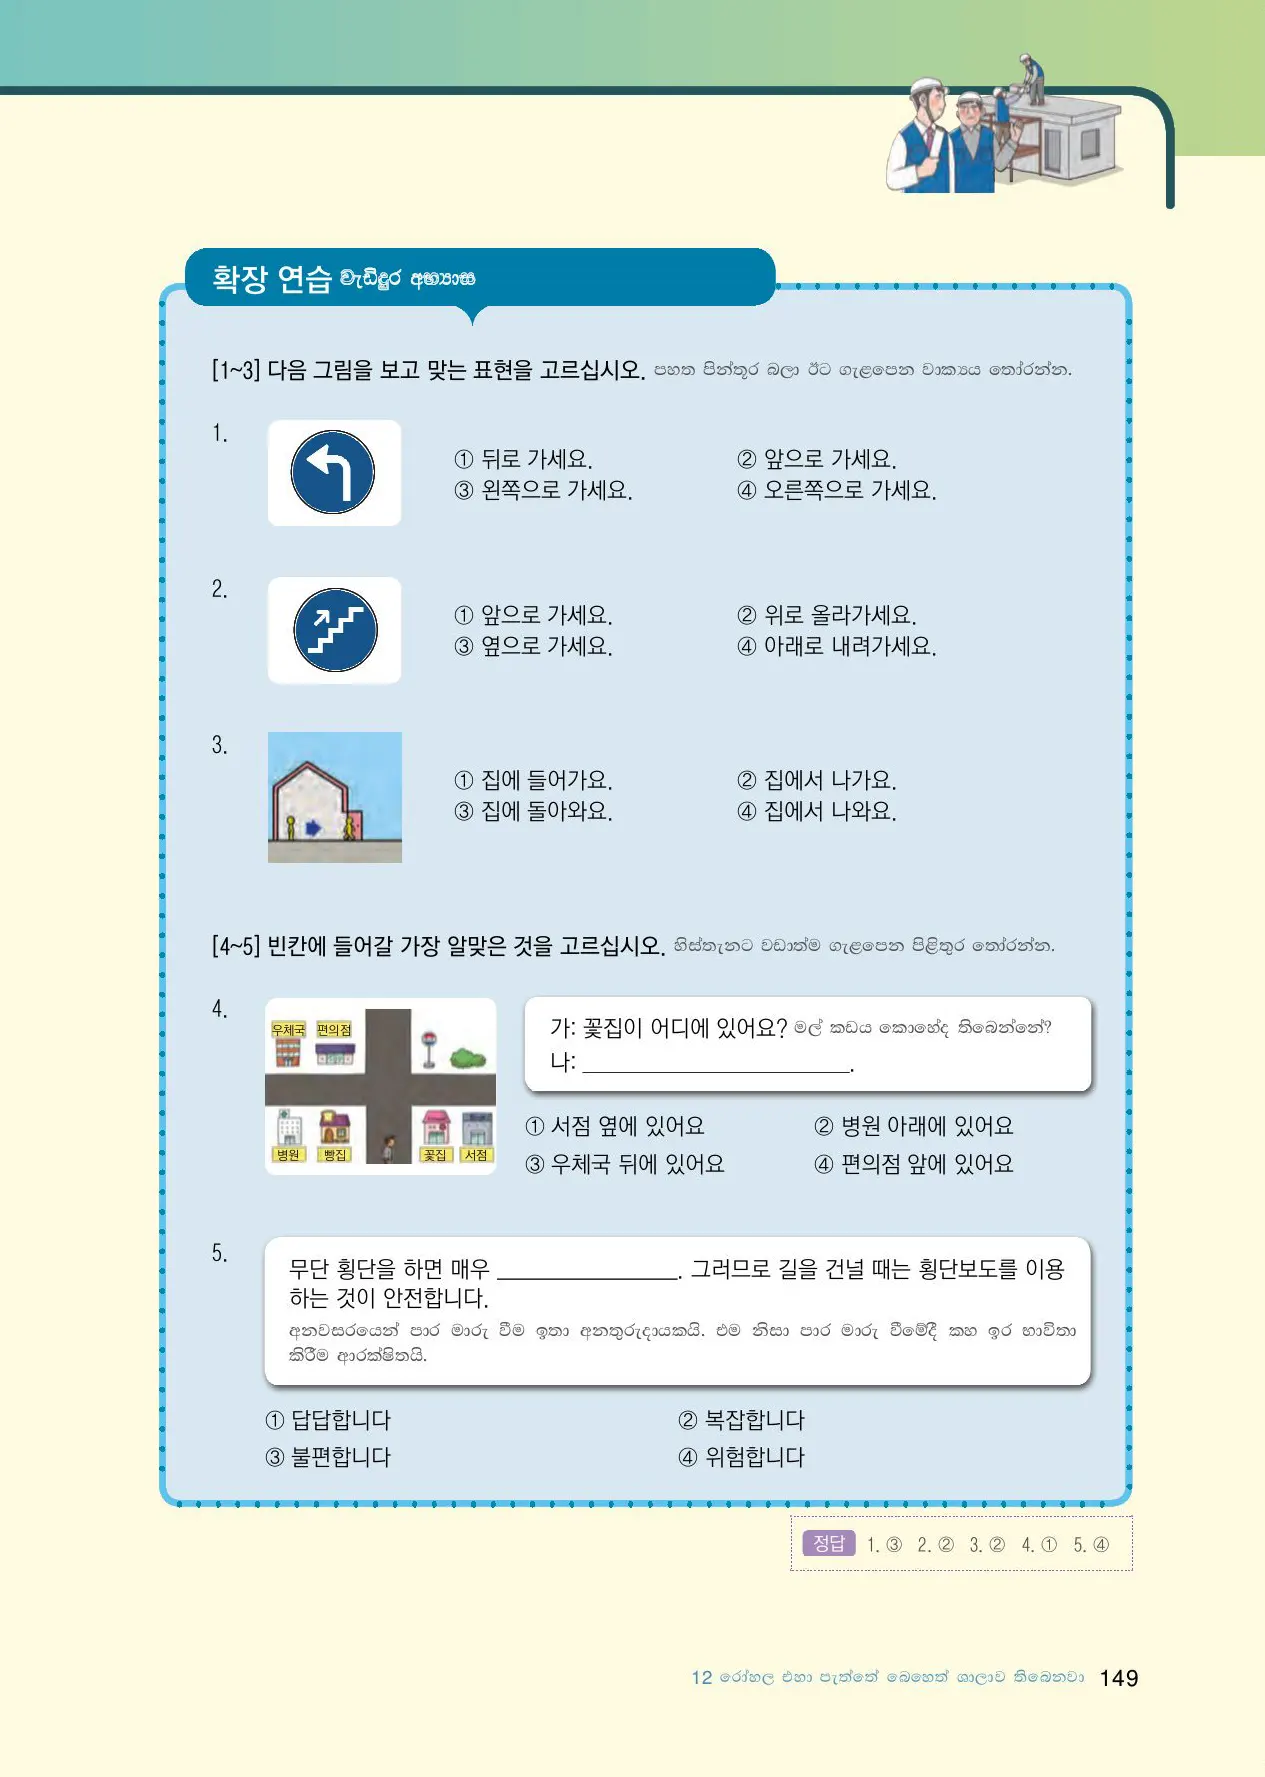 확장 연습 වැඩිදුර අභ්‍යාස
[1~3] 다음 그림을 보고 맞는 표현을 고르십시오. පහත පින්තූර බලා ඊට ගැළපෙන වාක්‍යය තෝරන්න.
1.
① 뒤로 가세요. ② 앞으로 가세요.
③ 왼쪽으로 가세요. ④ 오른쪽으로 가세요.
2.
① 앞으로 가세요. ② 위로 올라가세요.
③ 옆으로 가세요. ④ 아래로 내려가세요.
3.
① 집에 들어가요. ② 집에서 나가요.
③ 집에 돌아와요. ④ 집에서 나와요.
[4~5] 빈칸에 들어갈 가장 알맞은 것을 고르십시오. හිස්තැනට වඩාත්ම ගැළපෙන පිළිතුර තෝරන්න.
4.
우체국 편의점
병원 빵집 꽃집 서점
가: 꽃집이 어디에 있어요? මල් කඩය කොහේද තිබෙන්නේ?
나: ______________________.
① 서점 옆에 있어요 ② 병원 아래에 있어요
③ 우체국 뒤에 있어요 ④ 편의점 앞에 있어요
5.
무단 횡단을 하면 매우 _______________. 그러므로 길을 건널 때는 횡단보도를 이용
하는 것이 안전합니다.
අනවසරයෙන් පාර මාරු වීම ඉතා අනතුරුදායකයි. එම නිසා පාර මාරු වීමේදී කහ ඉර භාවිතා
කිරීම ආරක්ෂිතයි.
① 답답합니다 ② 복잡합니다
③ 불편합니다 ④ 위험합니다
정답 1. ③ 2. ② 3. ② 4. ① 5. ④
12 රෝහල එහා පැත්තේ බෙහෙත් ශාලාව තිබෙනවා 149